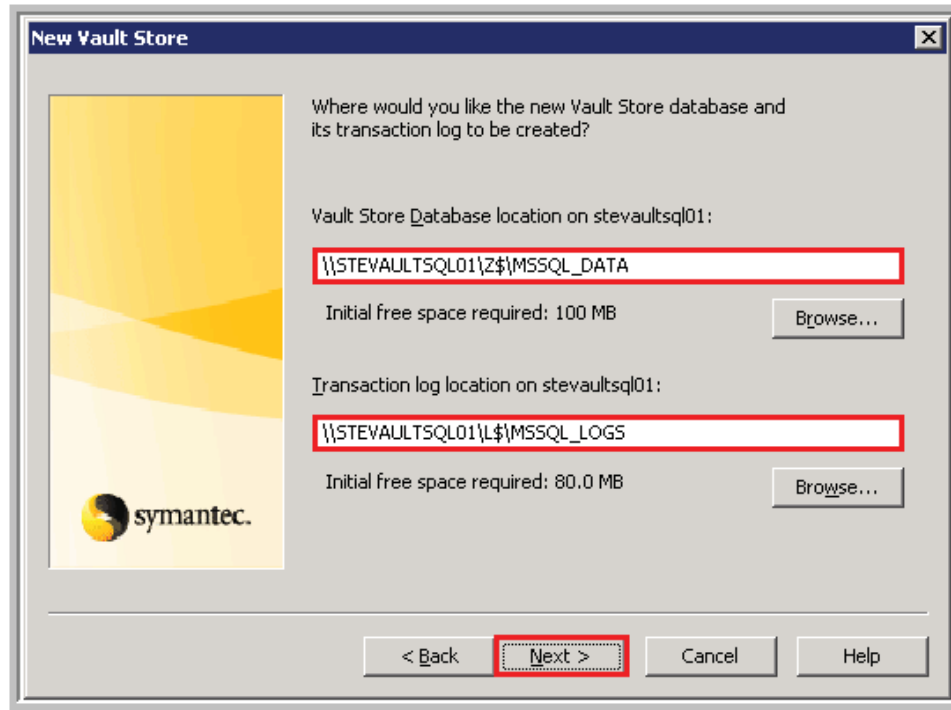 New Vault Store
Where would you like the new Vault Store database and
its transaction log to be created?
Vault Store Database location on stevaultsql01:
\\STEVAULTSQL01\Z$\MSSQL_DATA
Initial free space required: 100 MB
Browse...
Transaction log location on stevaultsql01:
\\STEVAULTSQL01\L$\MSSQL_LOGS
Initial free space required: 80.0 MB
Browse...
symantec.
< Back
Next >
Cancel
Help